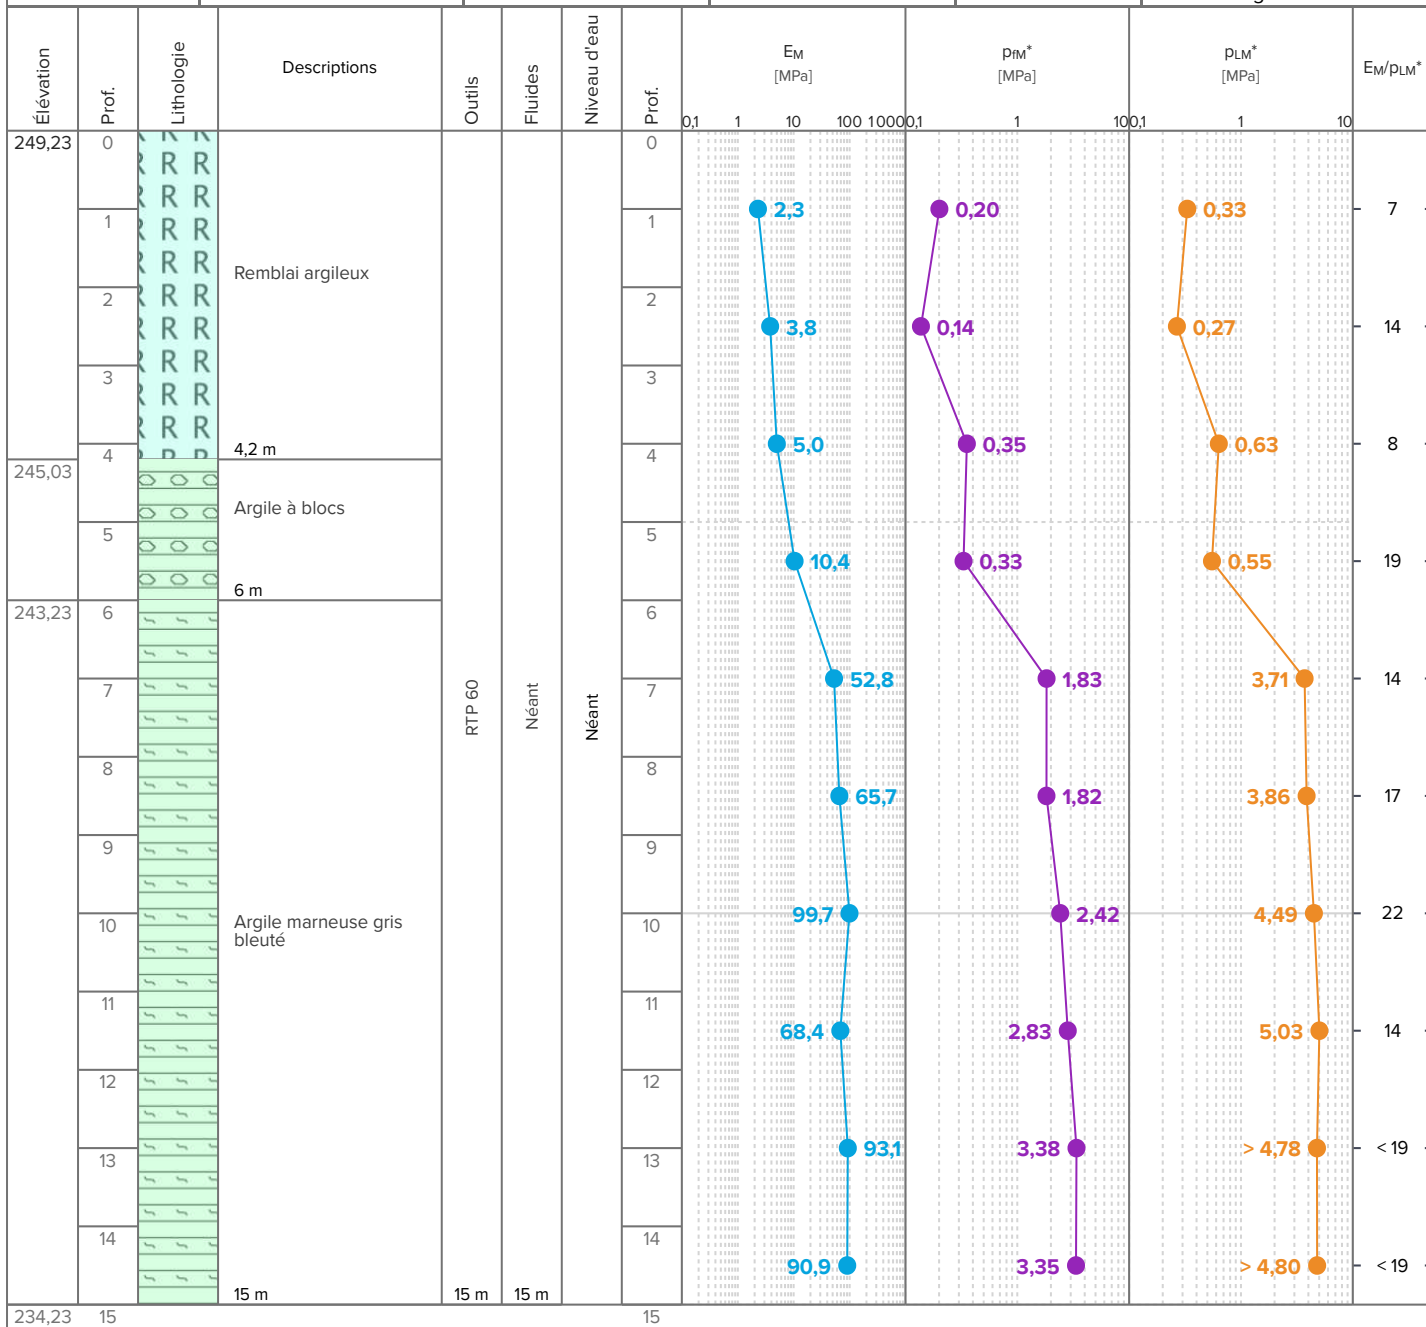 Élévation
Prof.
Lithologie
Descriptions
Outils
Fluides
Niveau d'eau
Prof.
EM
[MPa]
pfM*
[MPa]
pLM*
[MPa]
EM/pLM*
0,1 1 10 100 1000
0,1 1 10
0,1 1 10
249,23 0 0
1 1 2,3 0,20 0,33 7
Remblai argileux
2 2 3,8 0,14 0,27 14
3 3
4,2 m
4 4 5,0 0,35 0,63 8
245,03
Argile à blocs
5 5 10,4 0,33 0,55 19
6 m
243,23 6 6
7 7 52,8 1,83 3,71 14
RTP 60
Néant
Néant
8 8 65,7 1,82 3,86 17
9 9
99,7 2,42 4,49 22
10 10
Argile marneuse gris
bleuté
11 11 68,4 2,83 5,03 14
12 12
13 13 93,1 3,38 > 4,78 < 19
14 14 90,9 3,35 > 4,80 < 19
15 m 15 m 15 m
234,23 15 15